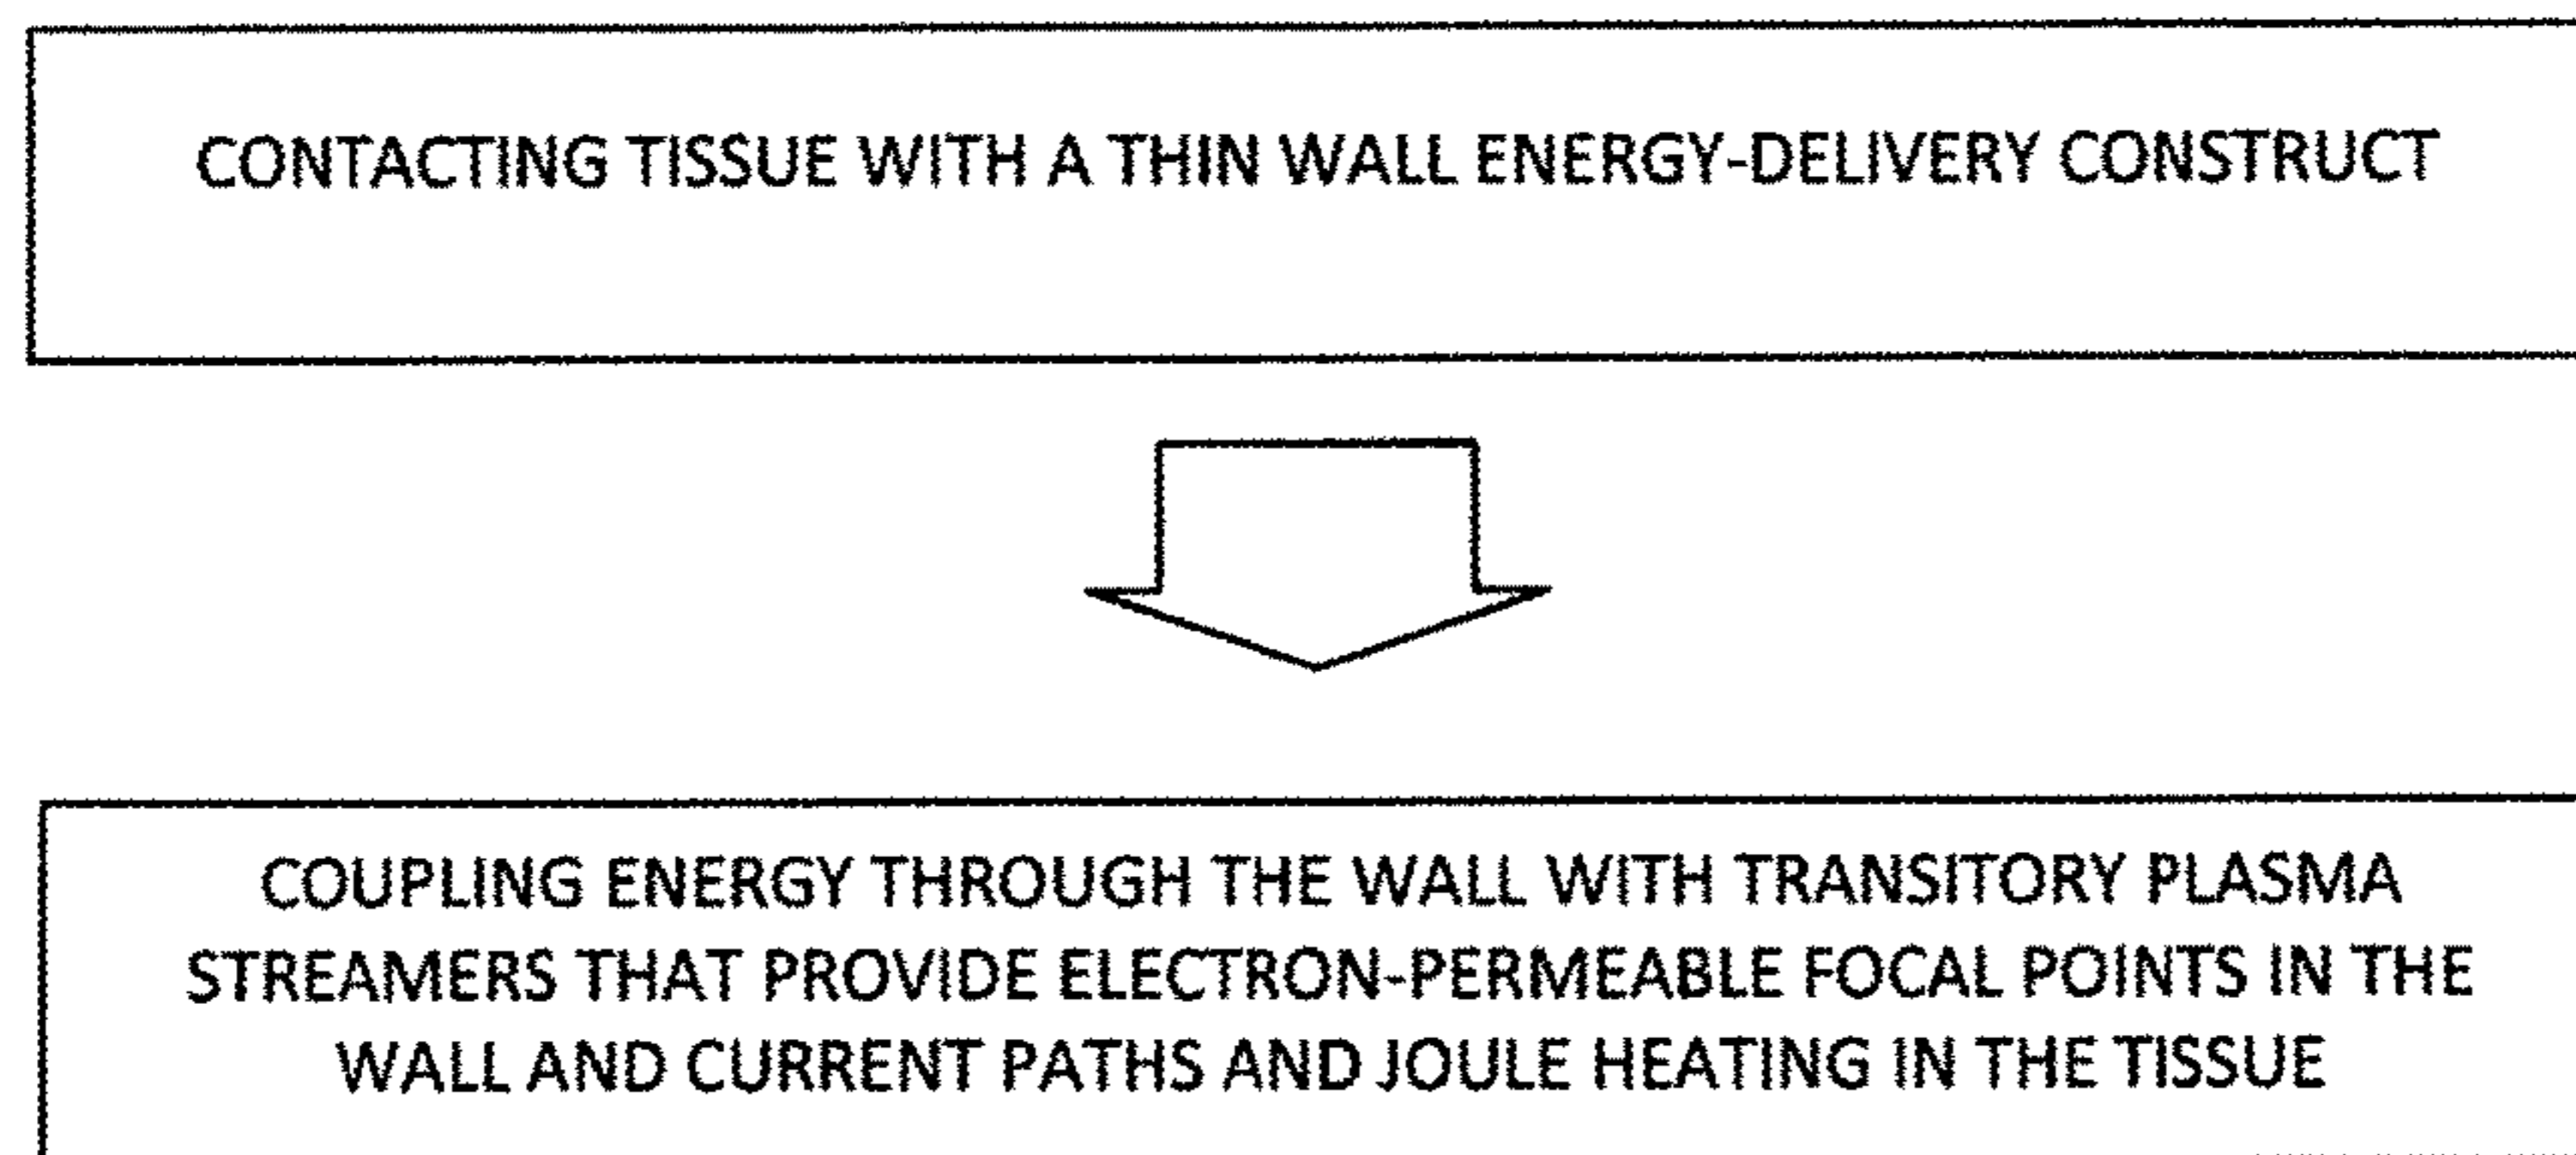 CONTACTING TISSUE WITH A THIN WALL ENERGY-DELIVERY CONSTRUCT
COUPLING ENERGY THROUGH THE WALL WITH TRANSITORY PLASMA
STREAMERS THAT PROVIDE ELECTRON-PERMEABLE FOCAL POINTS IN THE
WALL AND CURRENT PATHS AND JOULE HEATING IN THE TISSUE